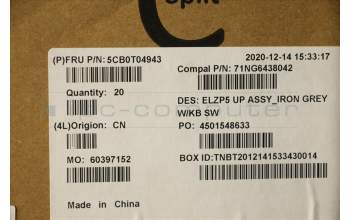 Split
(P)FRU P/N: 5CB0T04943
2020-12-14 15:33:17
Compal P/N: 71NG6438042
Quantity: 20
DES: ELZP5 UP ASSY_IRON GREY
W/KB SW
(4L)Origion: CN
PO: 4501548633
MO: 60397152
BOX ID:TNBT2012141533430014
Made in China